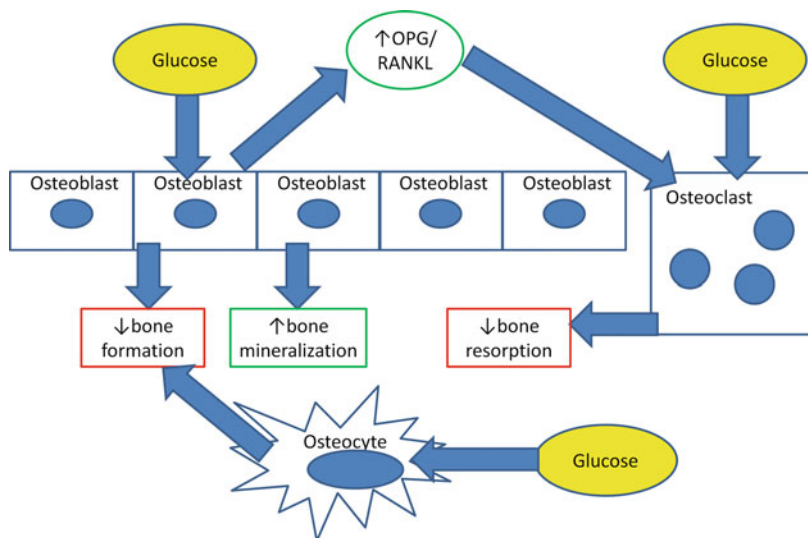 Glucose
↑OPG/
RANKL
Glucose
Osteoblast
Osteoblast
Osteoblast
Osteoblast
Osteoblast
Osteoclast
↓bone
formation
↑bone
mineralization
↓bone
resorption
Osteocyte
Glucose